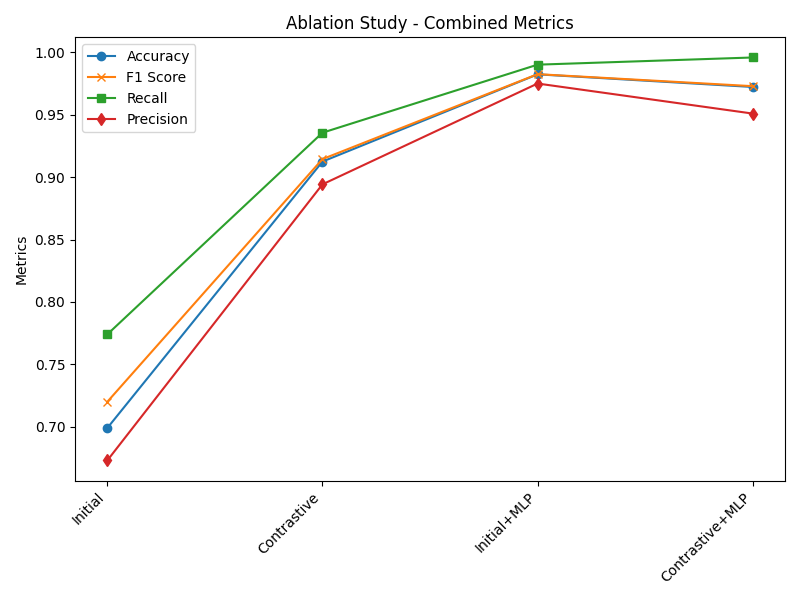 Ablation Study - Combined Metrics
Accuracy
F1 Score
Recall
Precision
Metrics
1.00
0.95
0.90
0.85
0.80
0.75
0.70
Initial
Contrastive
Initial+MLP
Contrastive+MLP